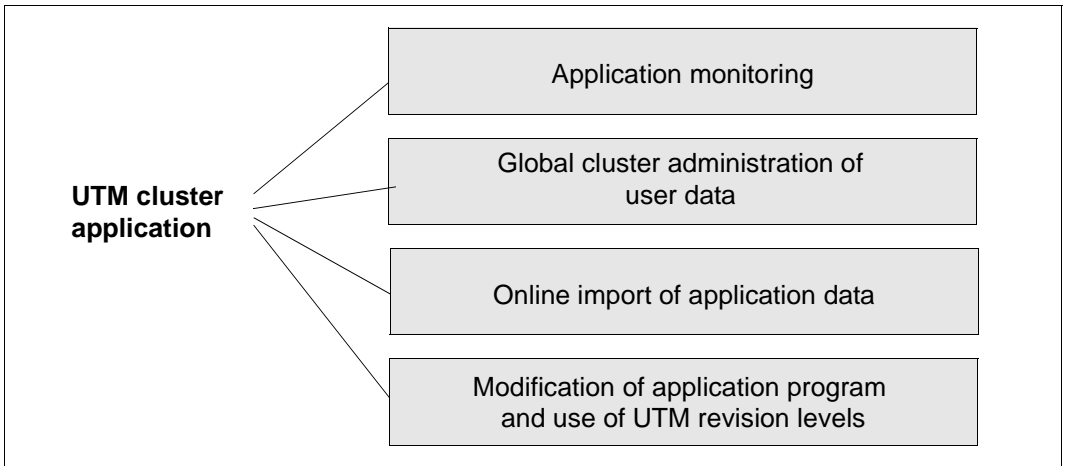 UTM cluster
application
Application monitoring
Global cluster administration of
user data
Online import of application data
Modification of application program
and use of UTM revision levels